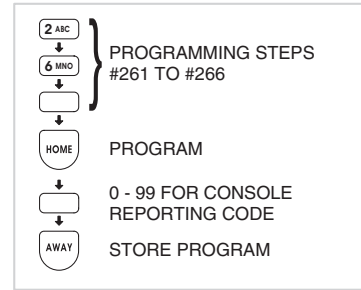 2 ABC
6 MNO
PROGRAMMING STEPS
#261 TO #266
HOME
PROGRAM
0 - 99 FOR CONSOLE
REPORTING CODE
AWAY
STORE PROGRAM